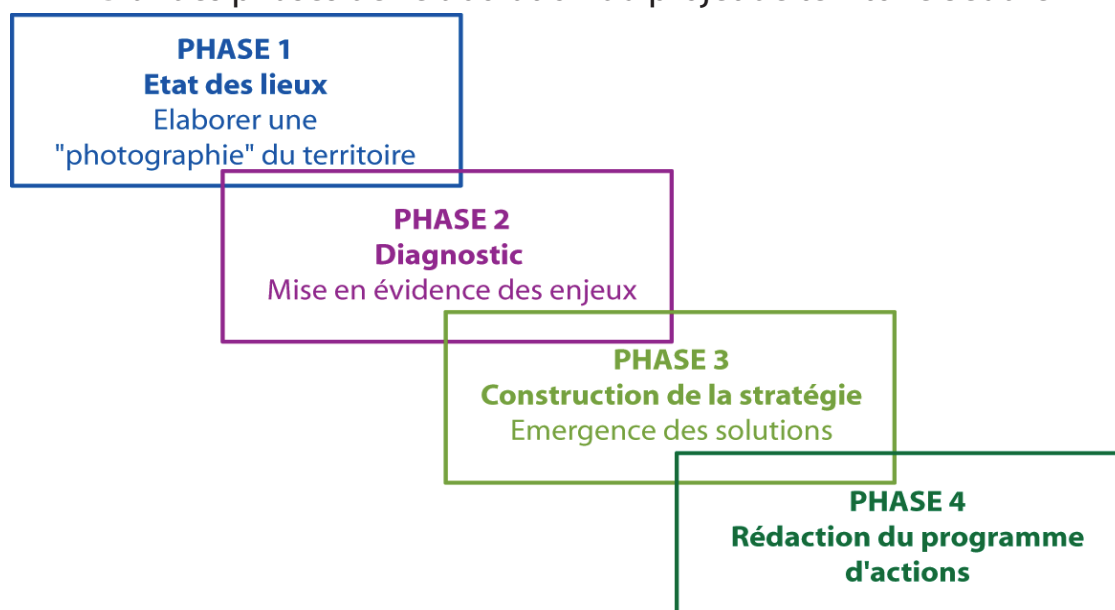 PHASE 1
Etat des lieux
Elaborer une
"photographie" du territoire
PHASE 2
Diagnostic
Mise en évidence des enjeux
PHASE 3
Construction de la stratégie
Emergence des solutions
PHASE 4
Rédaction du programme
d'actions